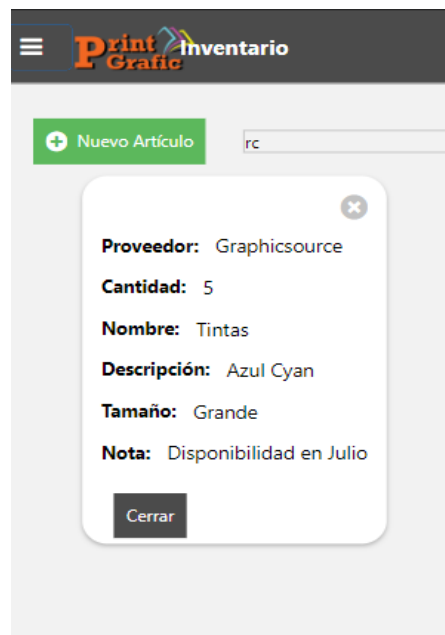 Print Grafic Inventario
Nuevo Artículo rc
Proveedor: Graphicsource
Cantidad: 5
Nombre: Tintas
Descripción: Azul Cyan
Tamaño: Grande
Nota: Disponibilidad en Julio
Cerrar